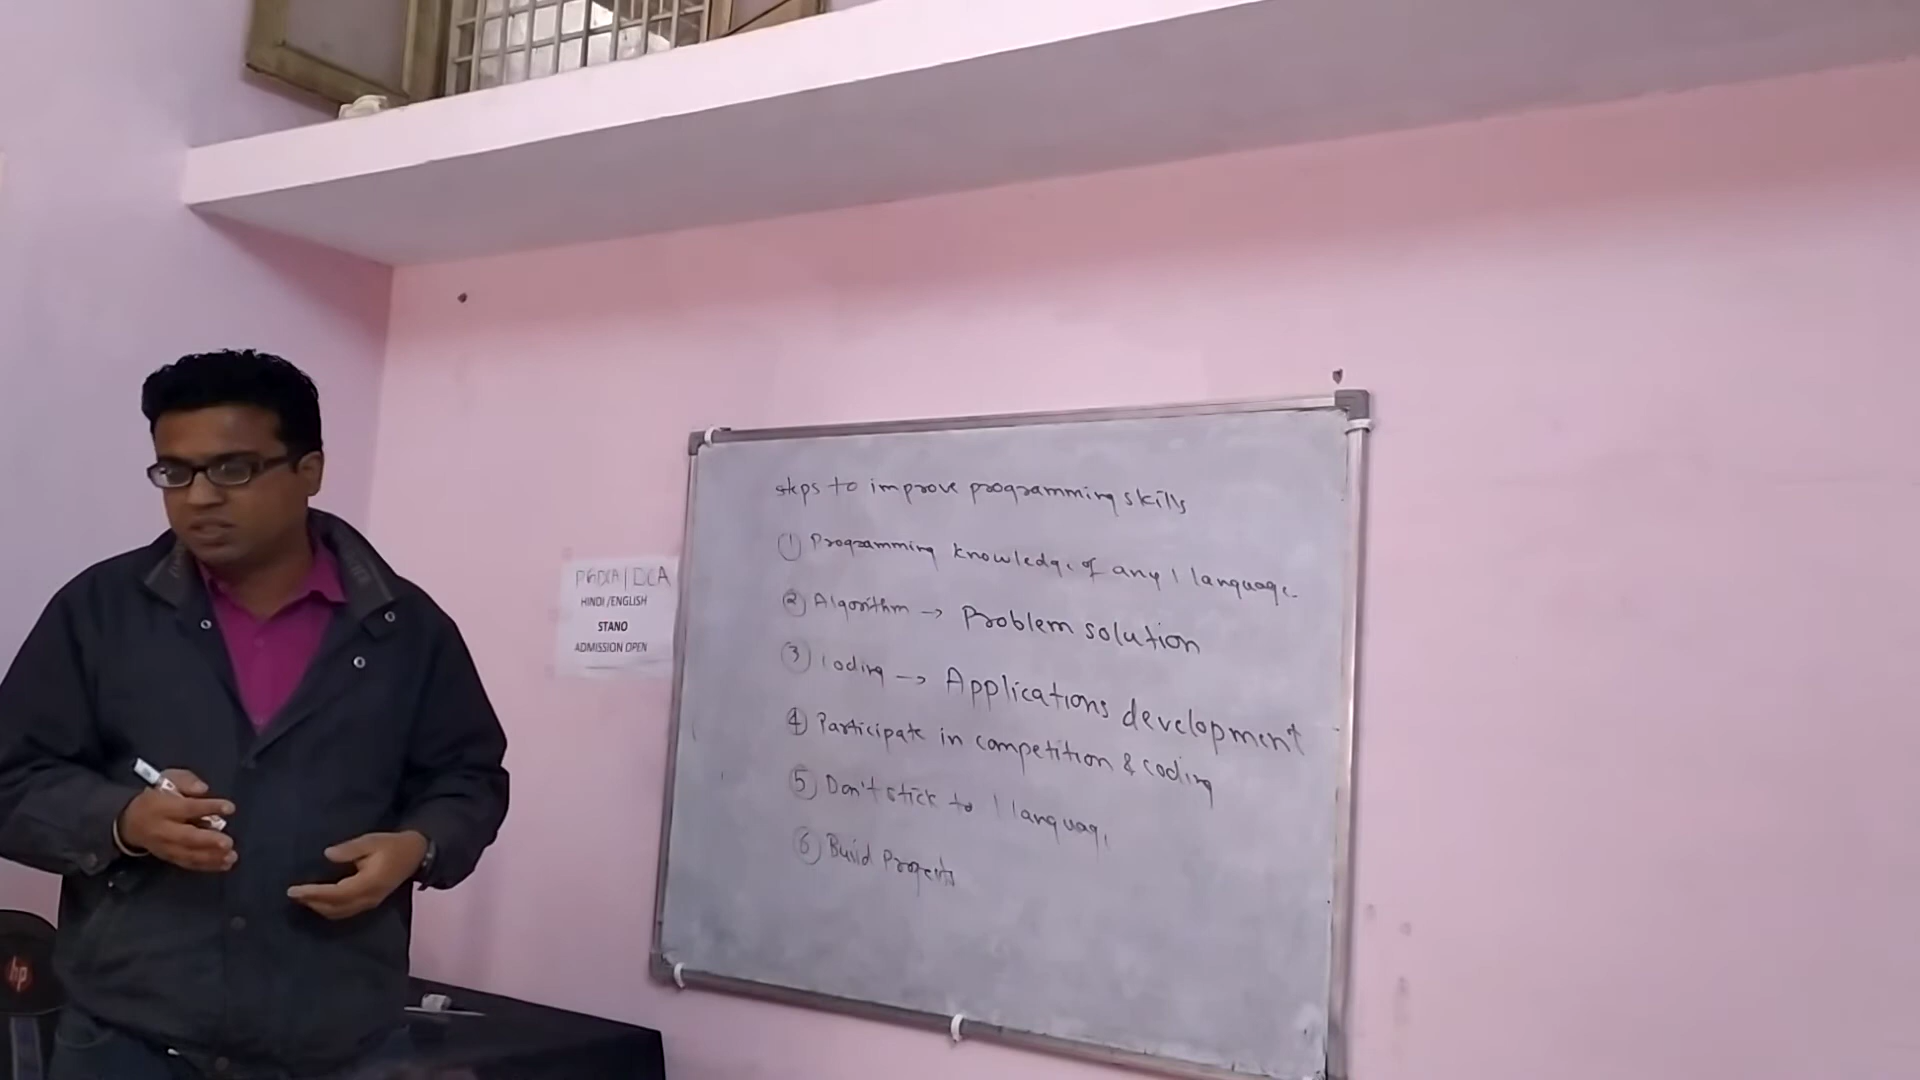 steps to improve programming skills
① Programming knowledge of any 1 language
② Algorithm → Problem solution
③ Coding → Applications development
④ Participate in competition & coding
⑤ Don't stick to 1 language
⑥ Build Projects
PGDCA | DCA
HINDI /ENGLISH
STANO
ADMISSION OPEN
hp